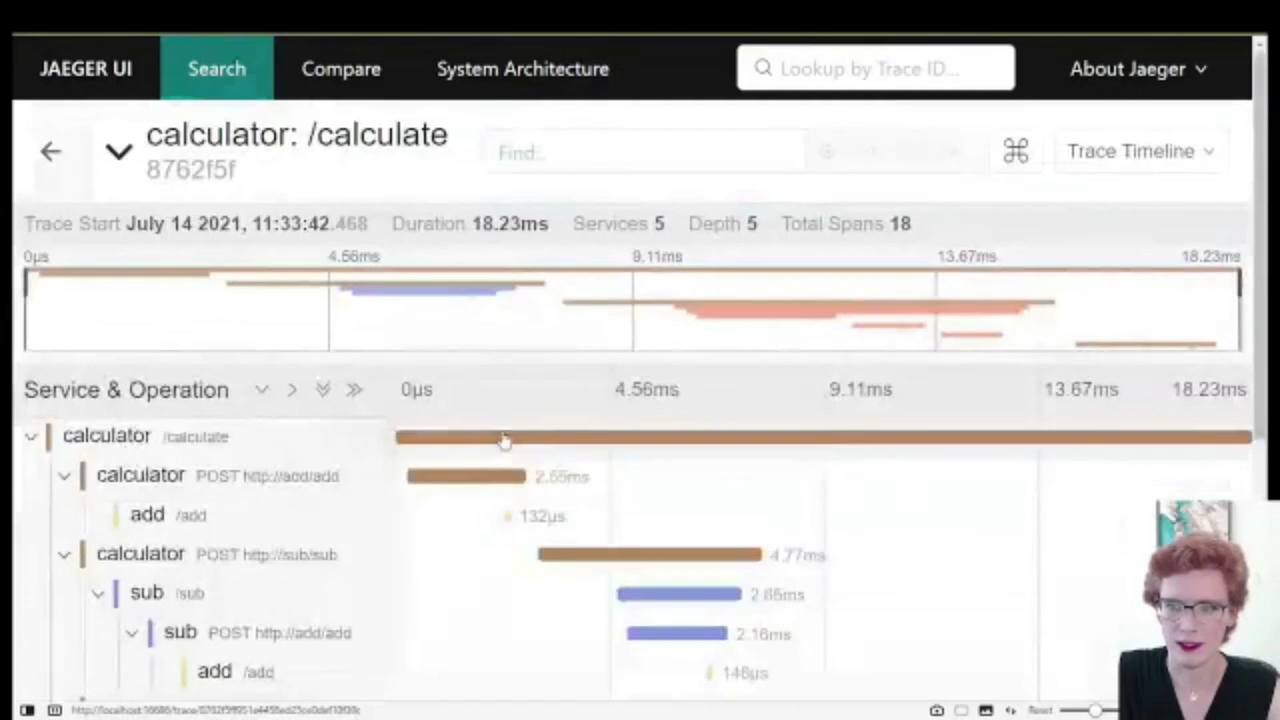 JAEGER UI Search Compare System Architecture Lookup by Trace ID... About Jaeger
calculator: /calculate
8762f5f
Find..
Trace Timeline
Trace Start July 14 2021, 11:33:42.468 Duration 18.23ms Services 5 Depth 5 Total Spans 18
0μs 4.56ms 9.11ms 13.67ms 18.23ms
Service & Operation 0μs 4.56ms 9.11ms 13.67ms 18.23ms
calculator /calculate
calculator POST http://add/add 2.55ms
add /add 132μs
calculator POST http://sub/sub 4.77ms
sub /sub 2.65ms
sub POST http://add/add 2.16ms
add /add 146μs
Reset